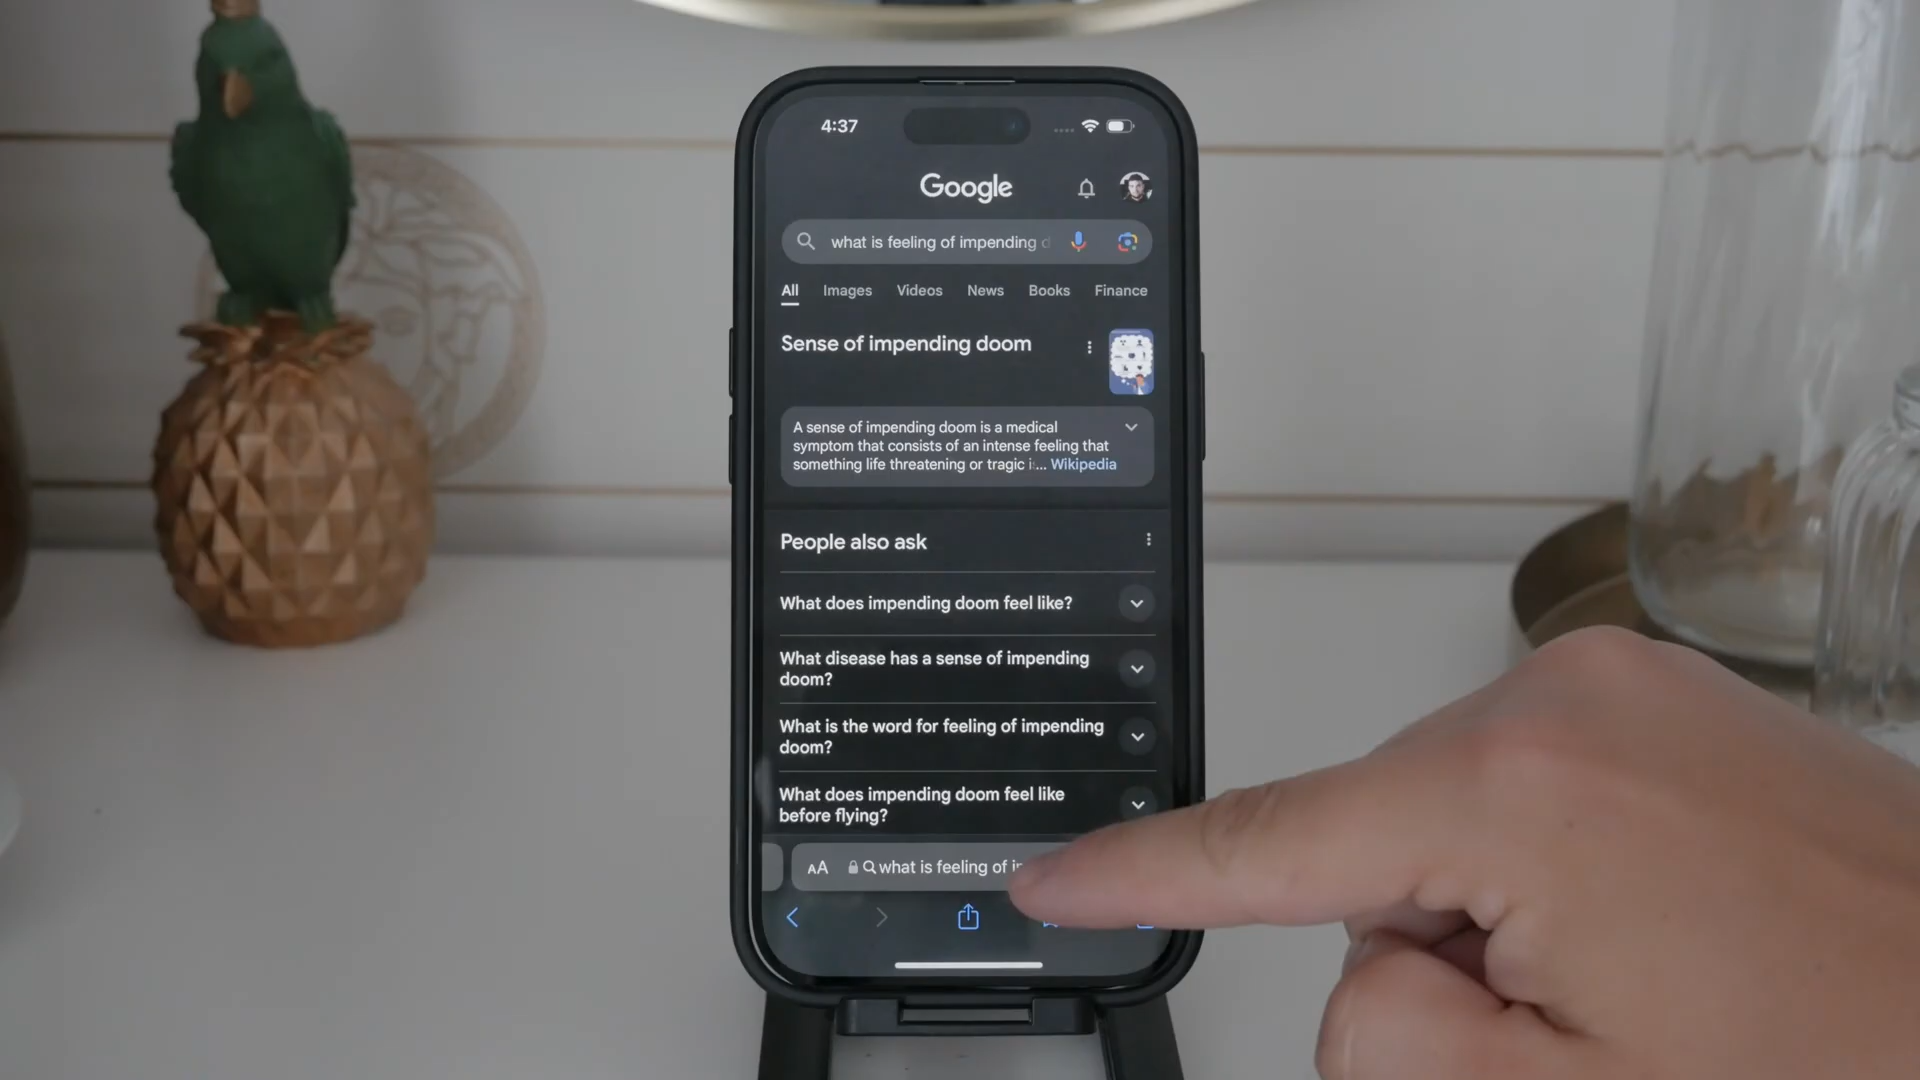 4:37
Google
what is feeling of impending d
All Images Videos News Books Finance
Sense of impending doom
A sense of impending doom is a medical
symptom that consists of an intense feeling that
something life threatening or tragic i... Wikipedia
People also ask
What does impending doom feel like?
What disease has a sense of impending
doom?
What is the word for feeling of impending
doom?
What does impending doom feel like
before flying?
AA what is feeling of i